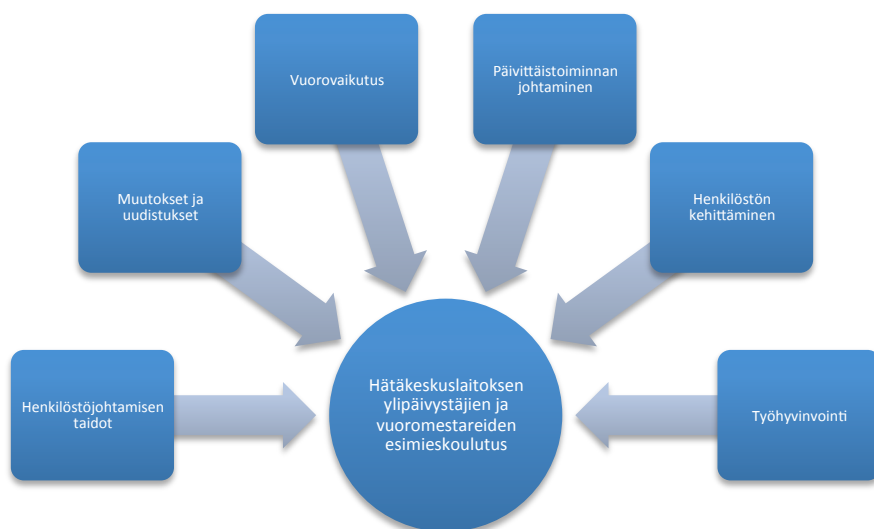 Vuorovaikutus
Päivittäistoiminnan
johtaminen
Muutokset ja
uudistukset
Henkilöstön
kehittäminen
Henkilöstöjohtamisen
taidot
Hätäkeskuslaitoksen
ylipäivystäjien ja
vuoromestareiden
esimieskoulutus
Työhyvinvointi